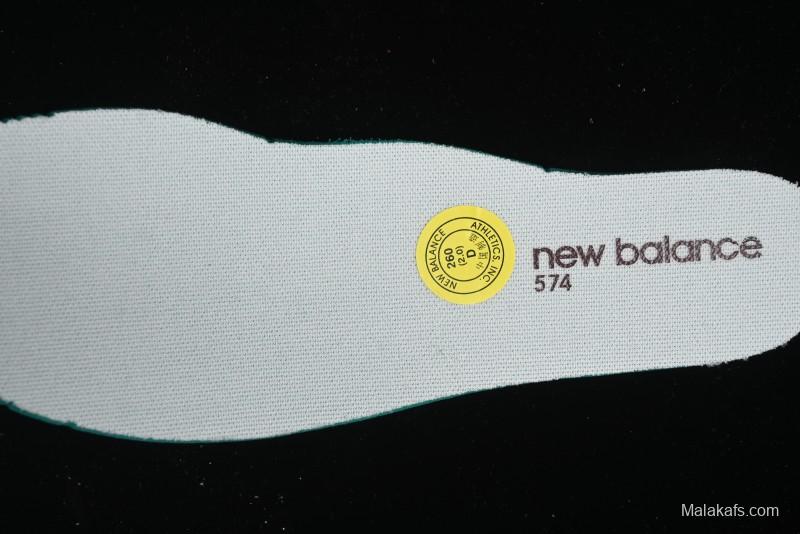 NEW BALANCE ATHLETICS, INC.
260
(2.0)
D
new balance
574
Malakafs.com